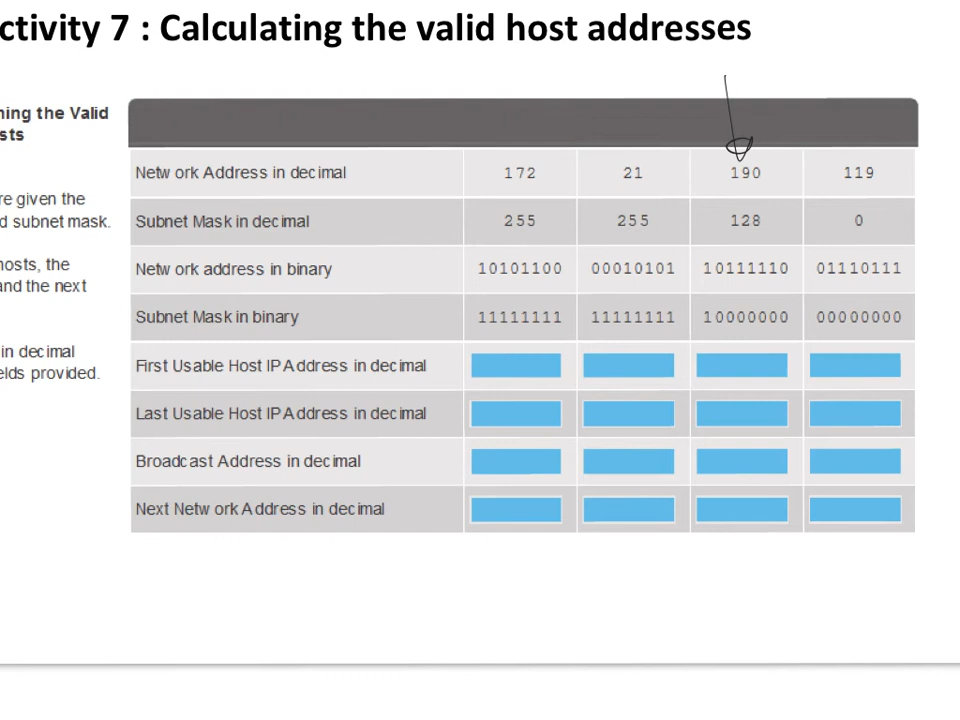 ctivity 7 : Calculating the valid host addresses
ning the Valid
sts
re given the
d subnet mask.
hosts, the
and the next
in decimal
elds provided.
Network Address in decimal 172 21 190 119
Subnet Mask in decimal 255 255 128 0
Network address in binary 10101100 00010101 10111110 01110111
Subnet Mask in binary 11111111 11111111 10000000 00000000
First Usable Host IP Address in decimal
Last Usable Host IP Address in decimal
Broadcast Address in decimal
Next Network Address in decimal